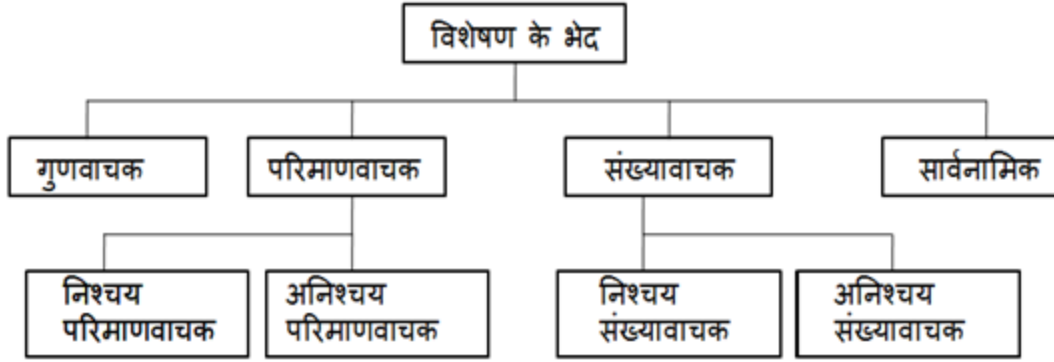 विशेषण के भेद
गुणवाचक
परिमाणवाचक
संख्यावाचक
सार्वनामिक
निश्चय
परिमाणवाचक
अनिश्चय
परिमाणवाचक
निश्चय
संख्यावाचक
अनिश्चय
संख्यावाचक